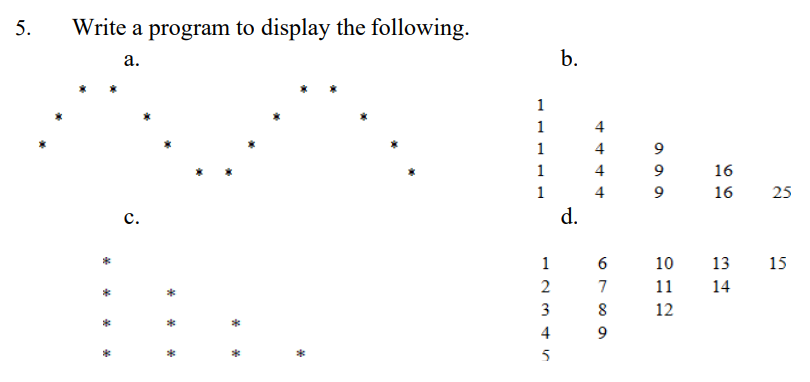 5. Write a program to display the following.
a. b.
* * * *
1
* * * *
1 4
* * * *
1 4 9
* * *
1 4 9 16
1 4 9 16 25
c. d.
* 1 6 10 13 15
* * 2 7 11 14
* * * 3 8 12
4 9
* * * *
5